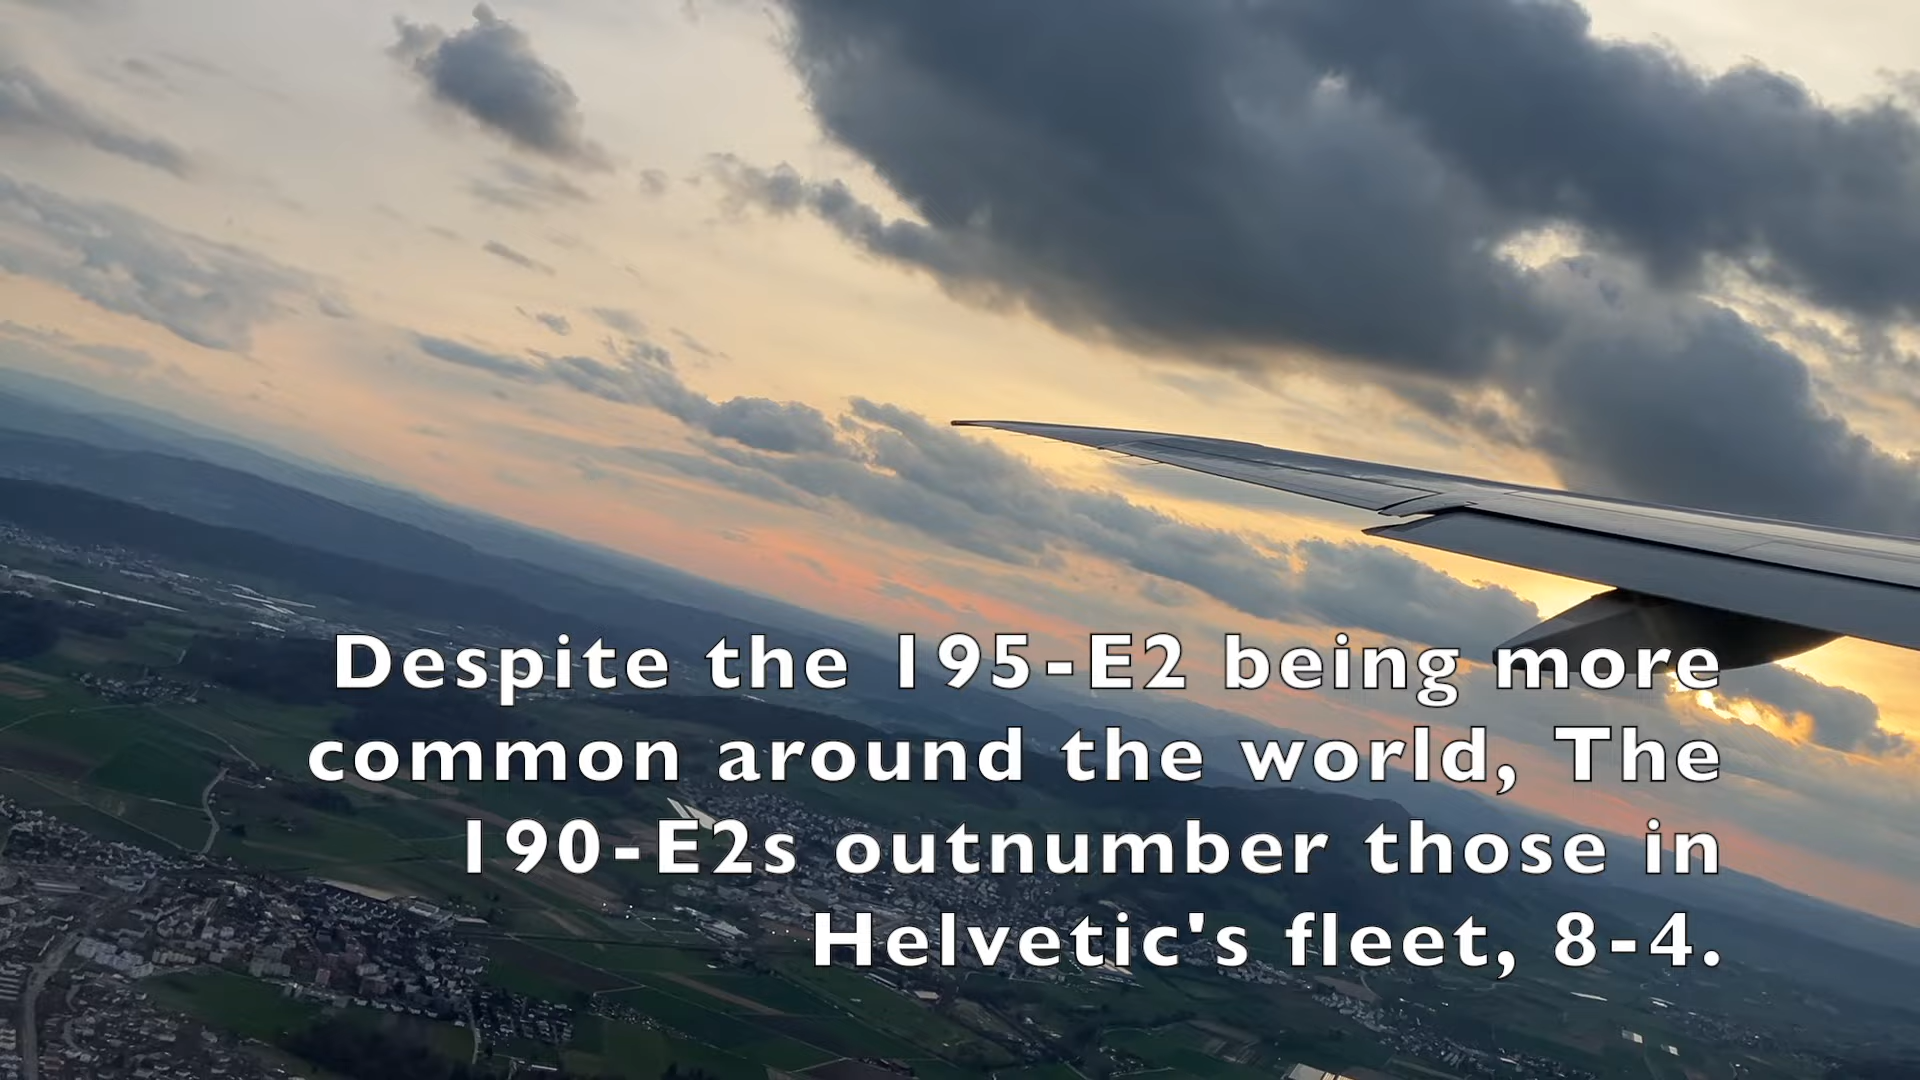 Despite the 195-E2 being more
common around the world, The
190-E2s outnumber those in
Helvetic's fleet, 8-4.